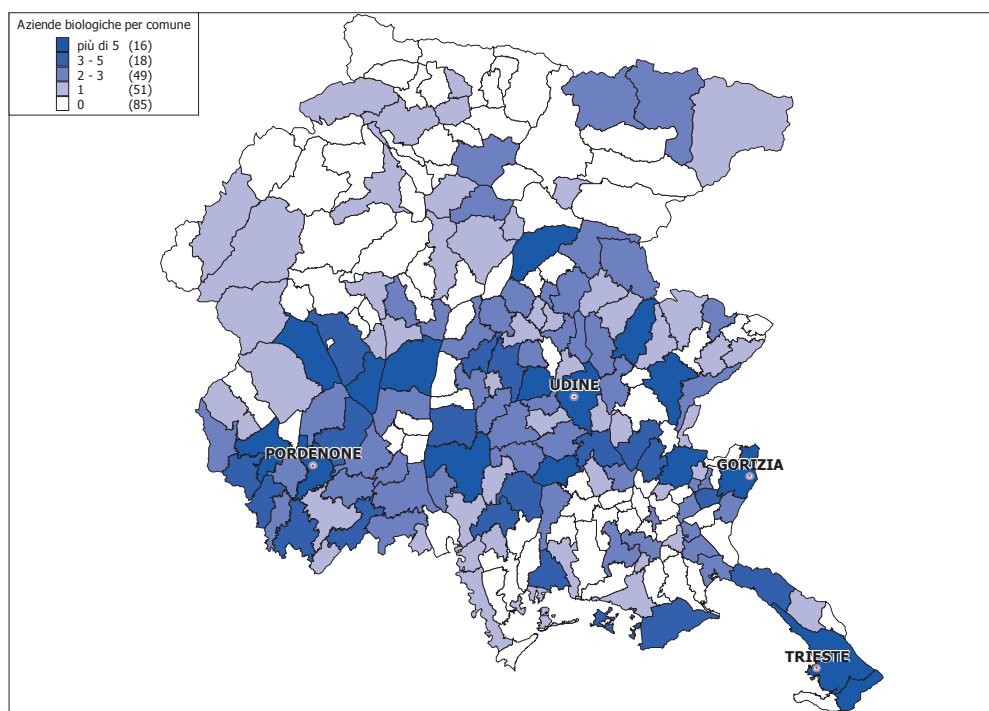 Aziende biologiche per comune
più di 5 (16)
3 - 5 (18)
2 - 3 (49)
1 (51)
0 (85)
UDINE
PORDENONE
GORIZIA
TRIESTE